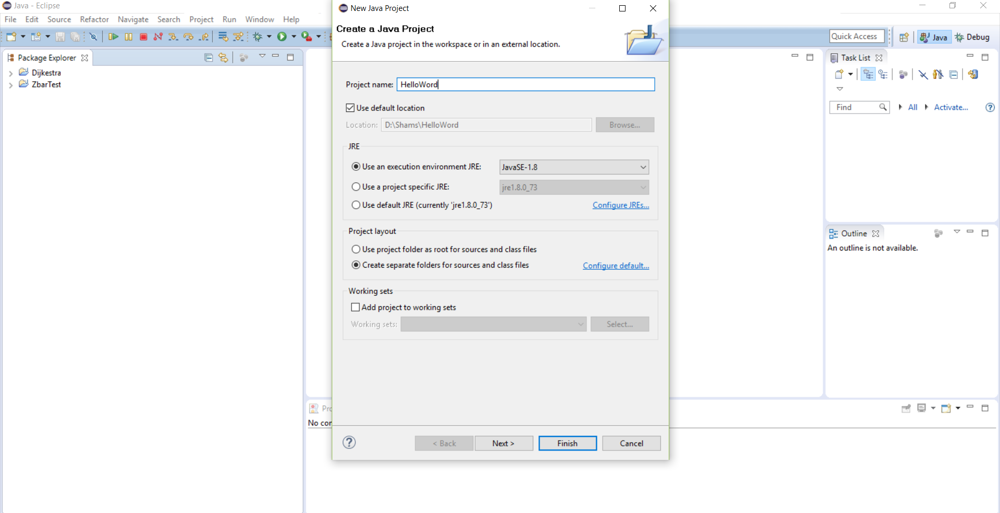 Java - Eclipse
File Edit Source Refactor Navigate Search Project Run Window Help
Quick Access
Java
Debug
Package Explorer
Dijkestra
ZbarTest
New Java Project
Create a Java Project
Create a Java project in the workspace or in an external location.
Project name: HelloWord
Use default location
Location: D:\Shams\HelloWord Browse...
JRE
Use an execution environment JRE: JavaSE-1.8
Use a project specific JRE: jre1.8.0_73
Use default JRE (currently 'jre1.8.0_73') Configure JREs...
Project layout
Use project folder as root for sources and class files
Create separate folders for sources and class files Configure default...
Working sets
Add project to working sets
Working sets: Select...
< Back Next > Finish Cancel
Task List
Find All Activate...
Outline
An outline is not available.